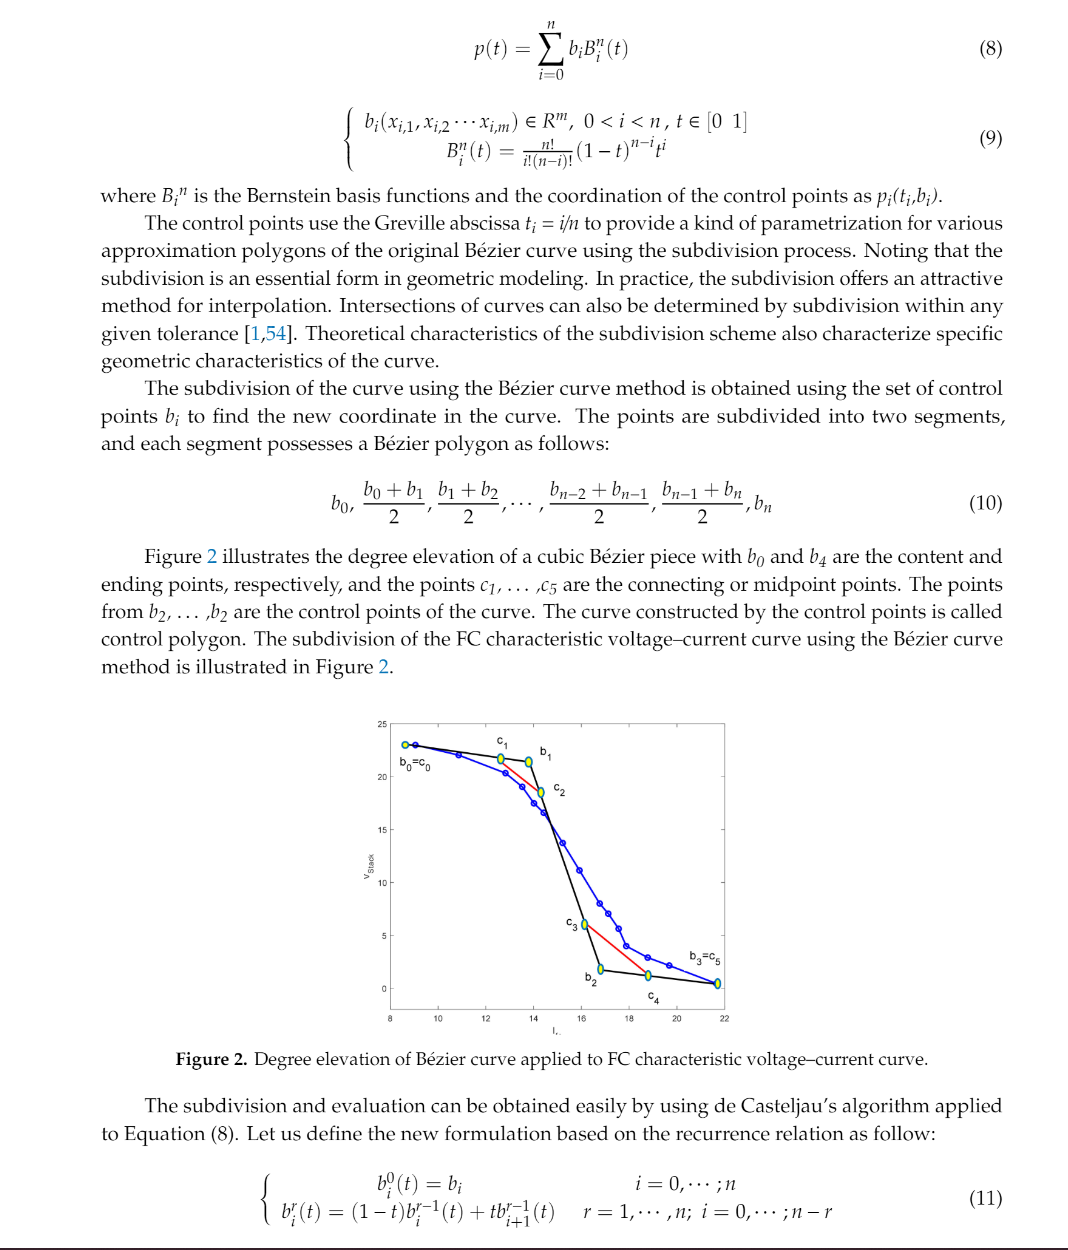 p(t) = \sum_{i=0}^{n} b_i B_i^n(t) (8)
\begin{cases} b_i(x_{i,1}, x_{i,2} \cdots x_{i,m}) \in R^m, \ 0 < i < n, \ t \in [0 \ \ 1] \\ B_i^n(t) = \frac{n!}{i!(n-i)!}(1-t)^{n-i}t^i \end{cases} (9)
where B_i^n is the Bernstein basis functions and the coordination of the control points as p_i(t_i,b_i).
The control points use the Greville abscissa t_i = i/n to provide a kind of parametrization for various
approximation polygons of the original Bézier curve using the subdivision process. Noting that the
subdivision is an essential form in geometric modeling. In practice, the subdivision offers an attractive
method for interpolation. Intersections of curves can also be determined by subdivision within any
given tolerance [1,54]. Theoretical characteristics of the subdivision scheme also characterize specific
geometric characteristics of the curve.
The subdivision of the curve using the Bézier curve method is obtained using the set of control
points b_i to find the new coordinate in the curve. The points are subdivided into two segments,
and each segment possesses a Bézier polygon as follows:
b_0, \frac{b_0 + b_1}{2}, \frac{b_1 + b_2}{2}, \cdots, \frac{b_{n-2} + b_{n-1}}{2}, \frac{b_{n-1} + b_n}{2}, b_n (10)
Figure 2 illustrates the degree elevation of a cubic Bézier piece with b_0 and b_4 are the content and
ending points, respectively, and the points c_1, . . . ,c_5 are the connecting or midpoint points. The points
from b_2, . . . ,b_2 are the control points of the curve. The curve constructed by the control points is called
control polygon. The subdivision of the FC characteristic voltage–current curve using the Bézier curve
method is illustrated in Figure 2.
25
20
15
10
5
0
V_Stack
b_0=c_0
c_1
b_1
c_2
c_3
b_2
c_4
b_3=c_5
8 10 12 14 16 18 20 22
Figure 2. Degree elevation of Bézier curve applied to FC characteristic voltage–current curve.
The subdivision and evaluation can be obtained easily by using de Casteljau's algorithm applied
to Equation (8). Let us define the new formulation based on the recurrence relation as follow:
\begin{cases} b_i^0(t) = b_i & i = 0, \cdots ; n \\ b_i^r(t) = (1-t)b_i^{r-1}(t) + tb_{i+1}^{r-1}(t) & r = 1, \cdots , n; \ i = 0, \cdots ; n-r \end{cases} (11)